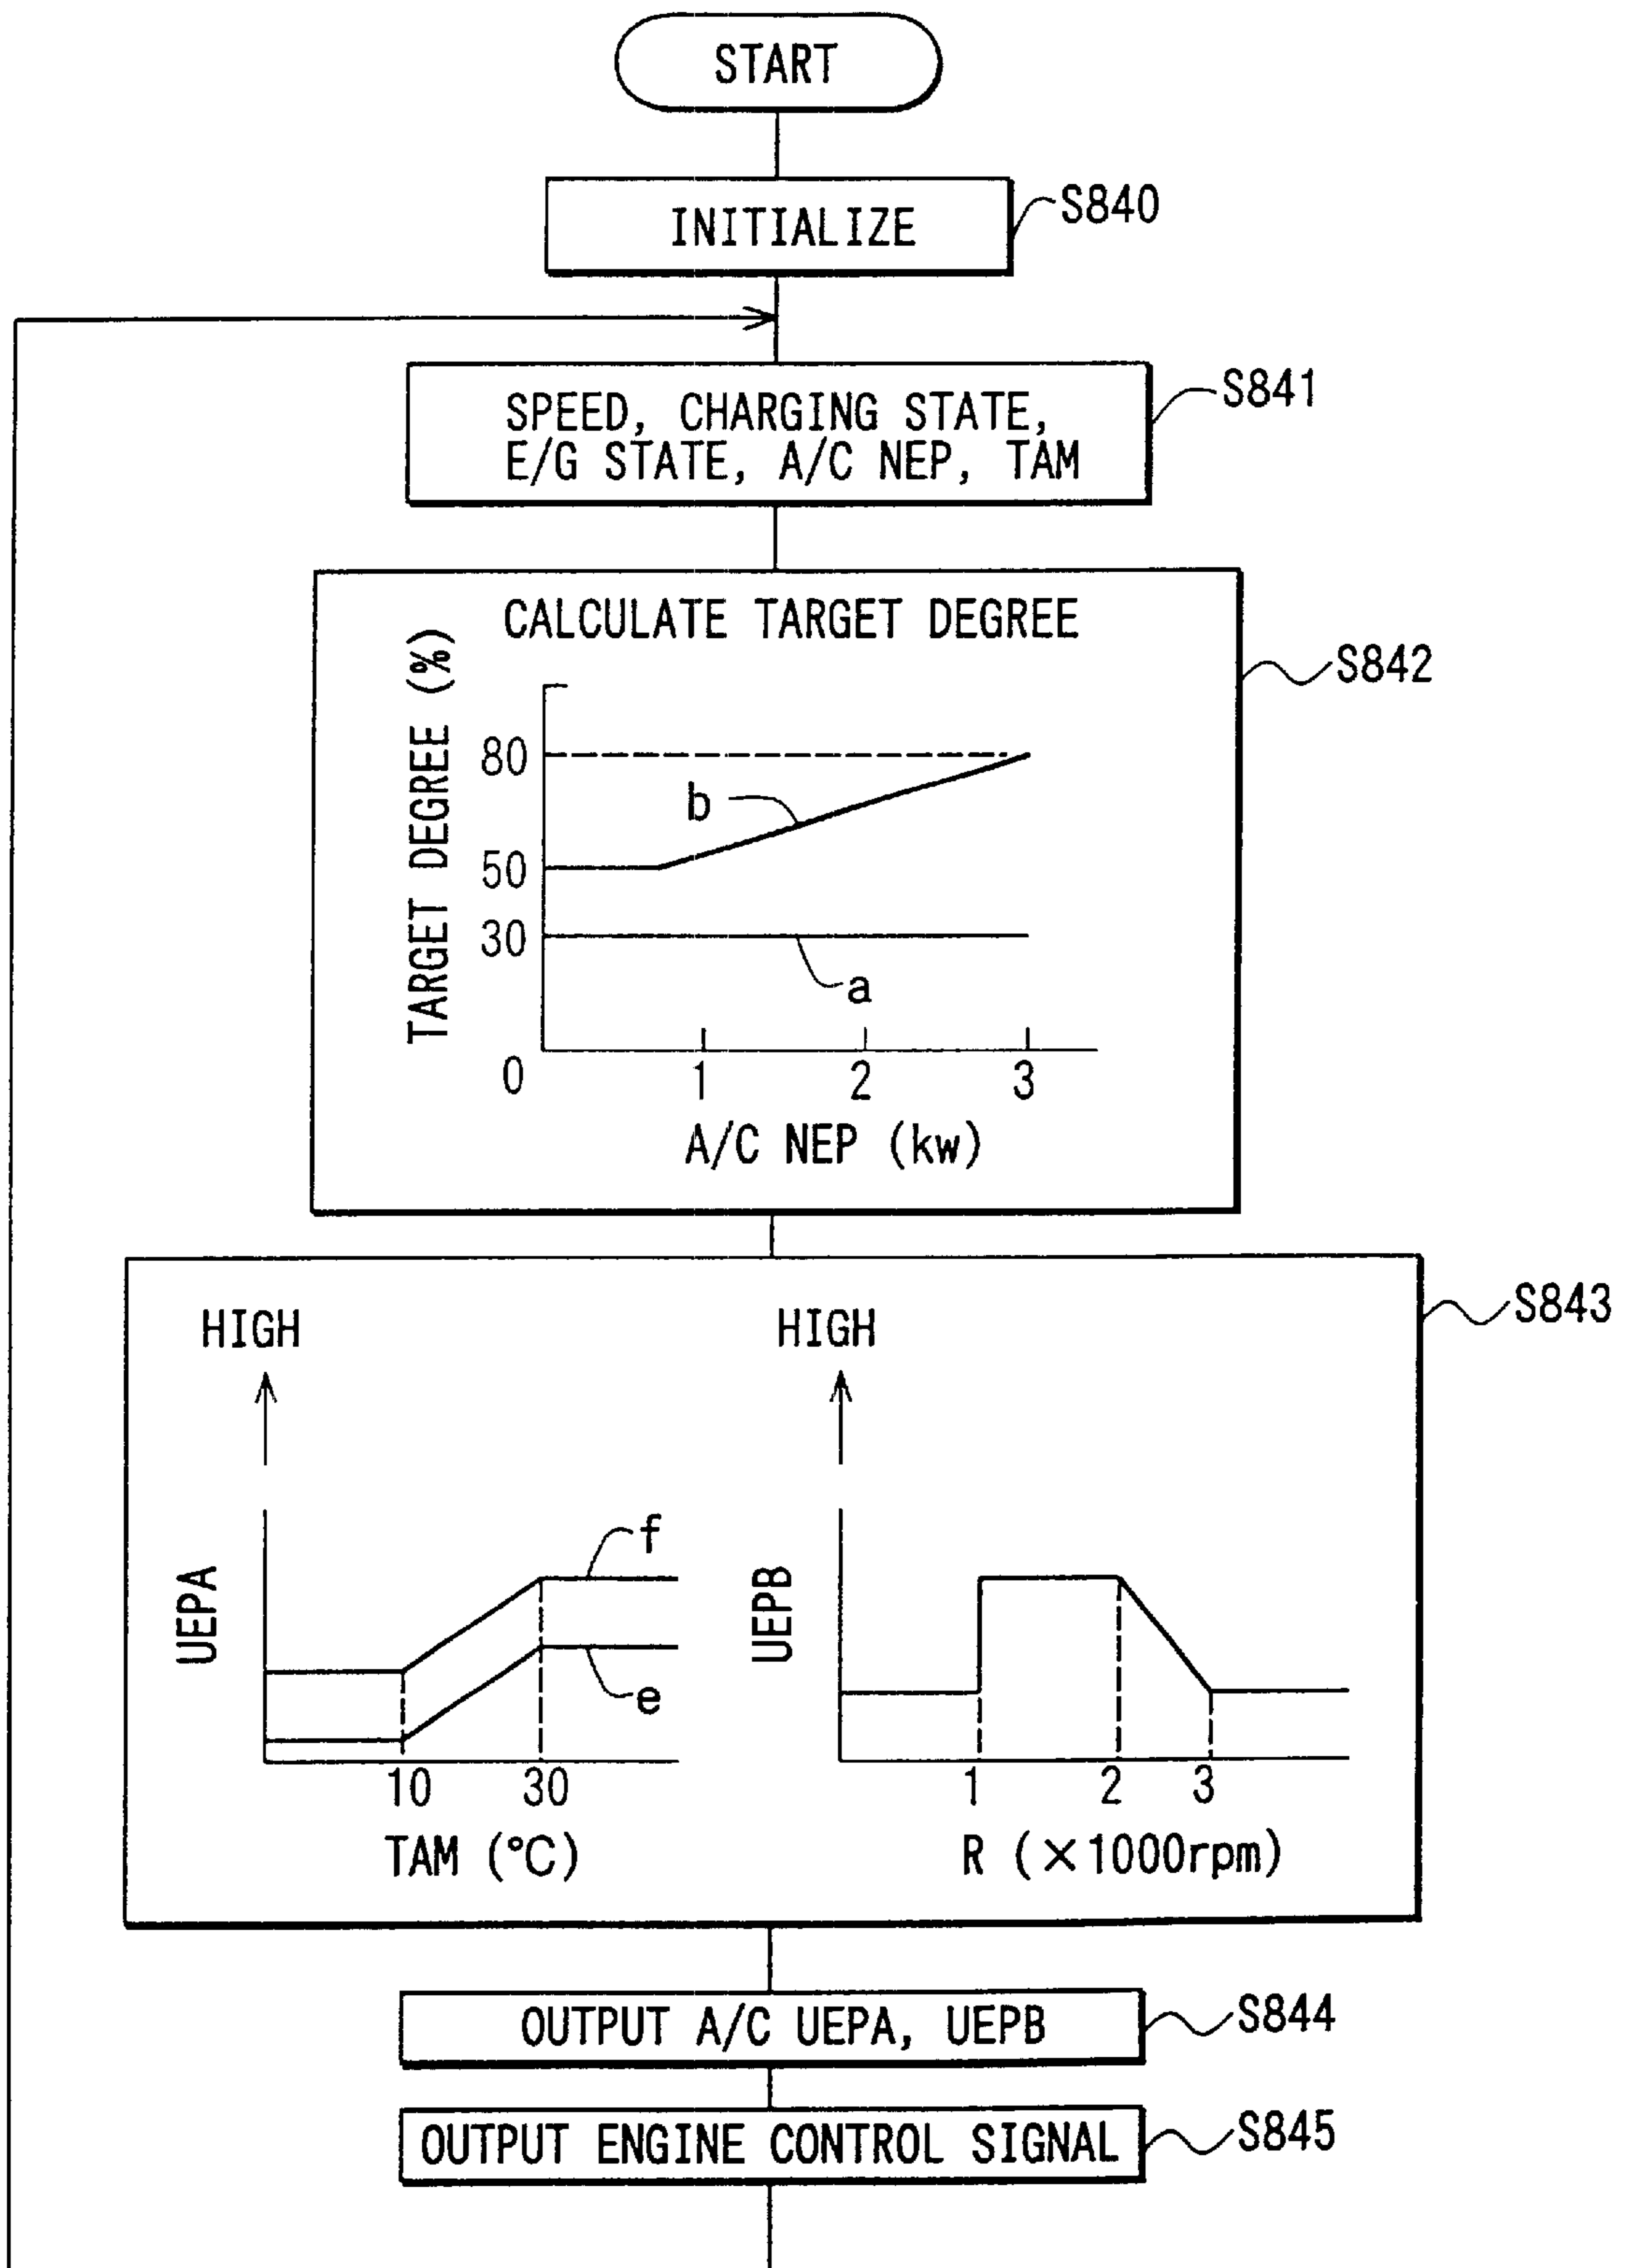 START
INITIALIZE
S840
SPEED, CHARGING STATE,
E/G STATE, A/C NEP, TAM
S841
CALCULATE TARGET DEGREE
S842
TARGET DEGREE (%)
80
50
30
0
b
a
1 2 3
A/C NEP (kw)
S843
HIGH
UEPA
f
e
10 30
TAM (°C)
HIGH
UEPB
1 2 3
R (×1000rpm)
OUTPUT A/C UEPA, UEPB
S844
OUTPUT ENGINE CONTROL SIGNAL
S845